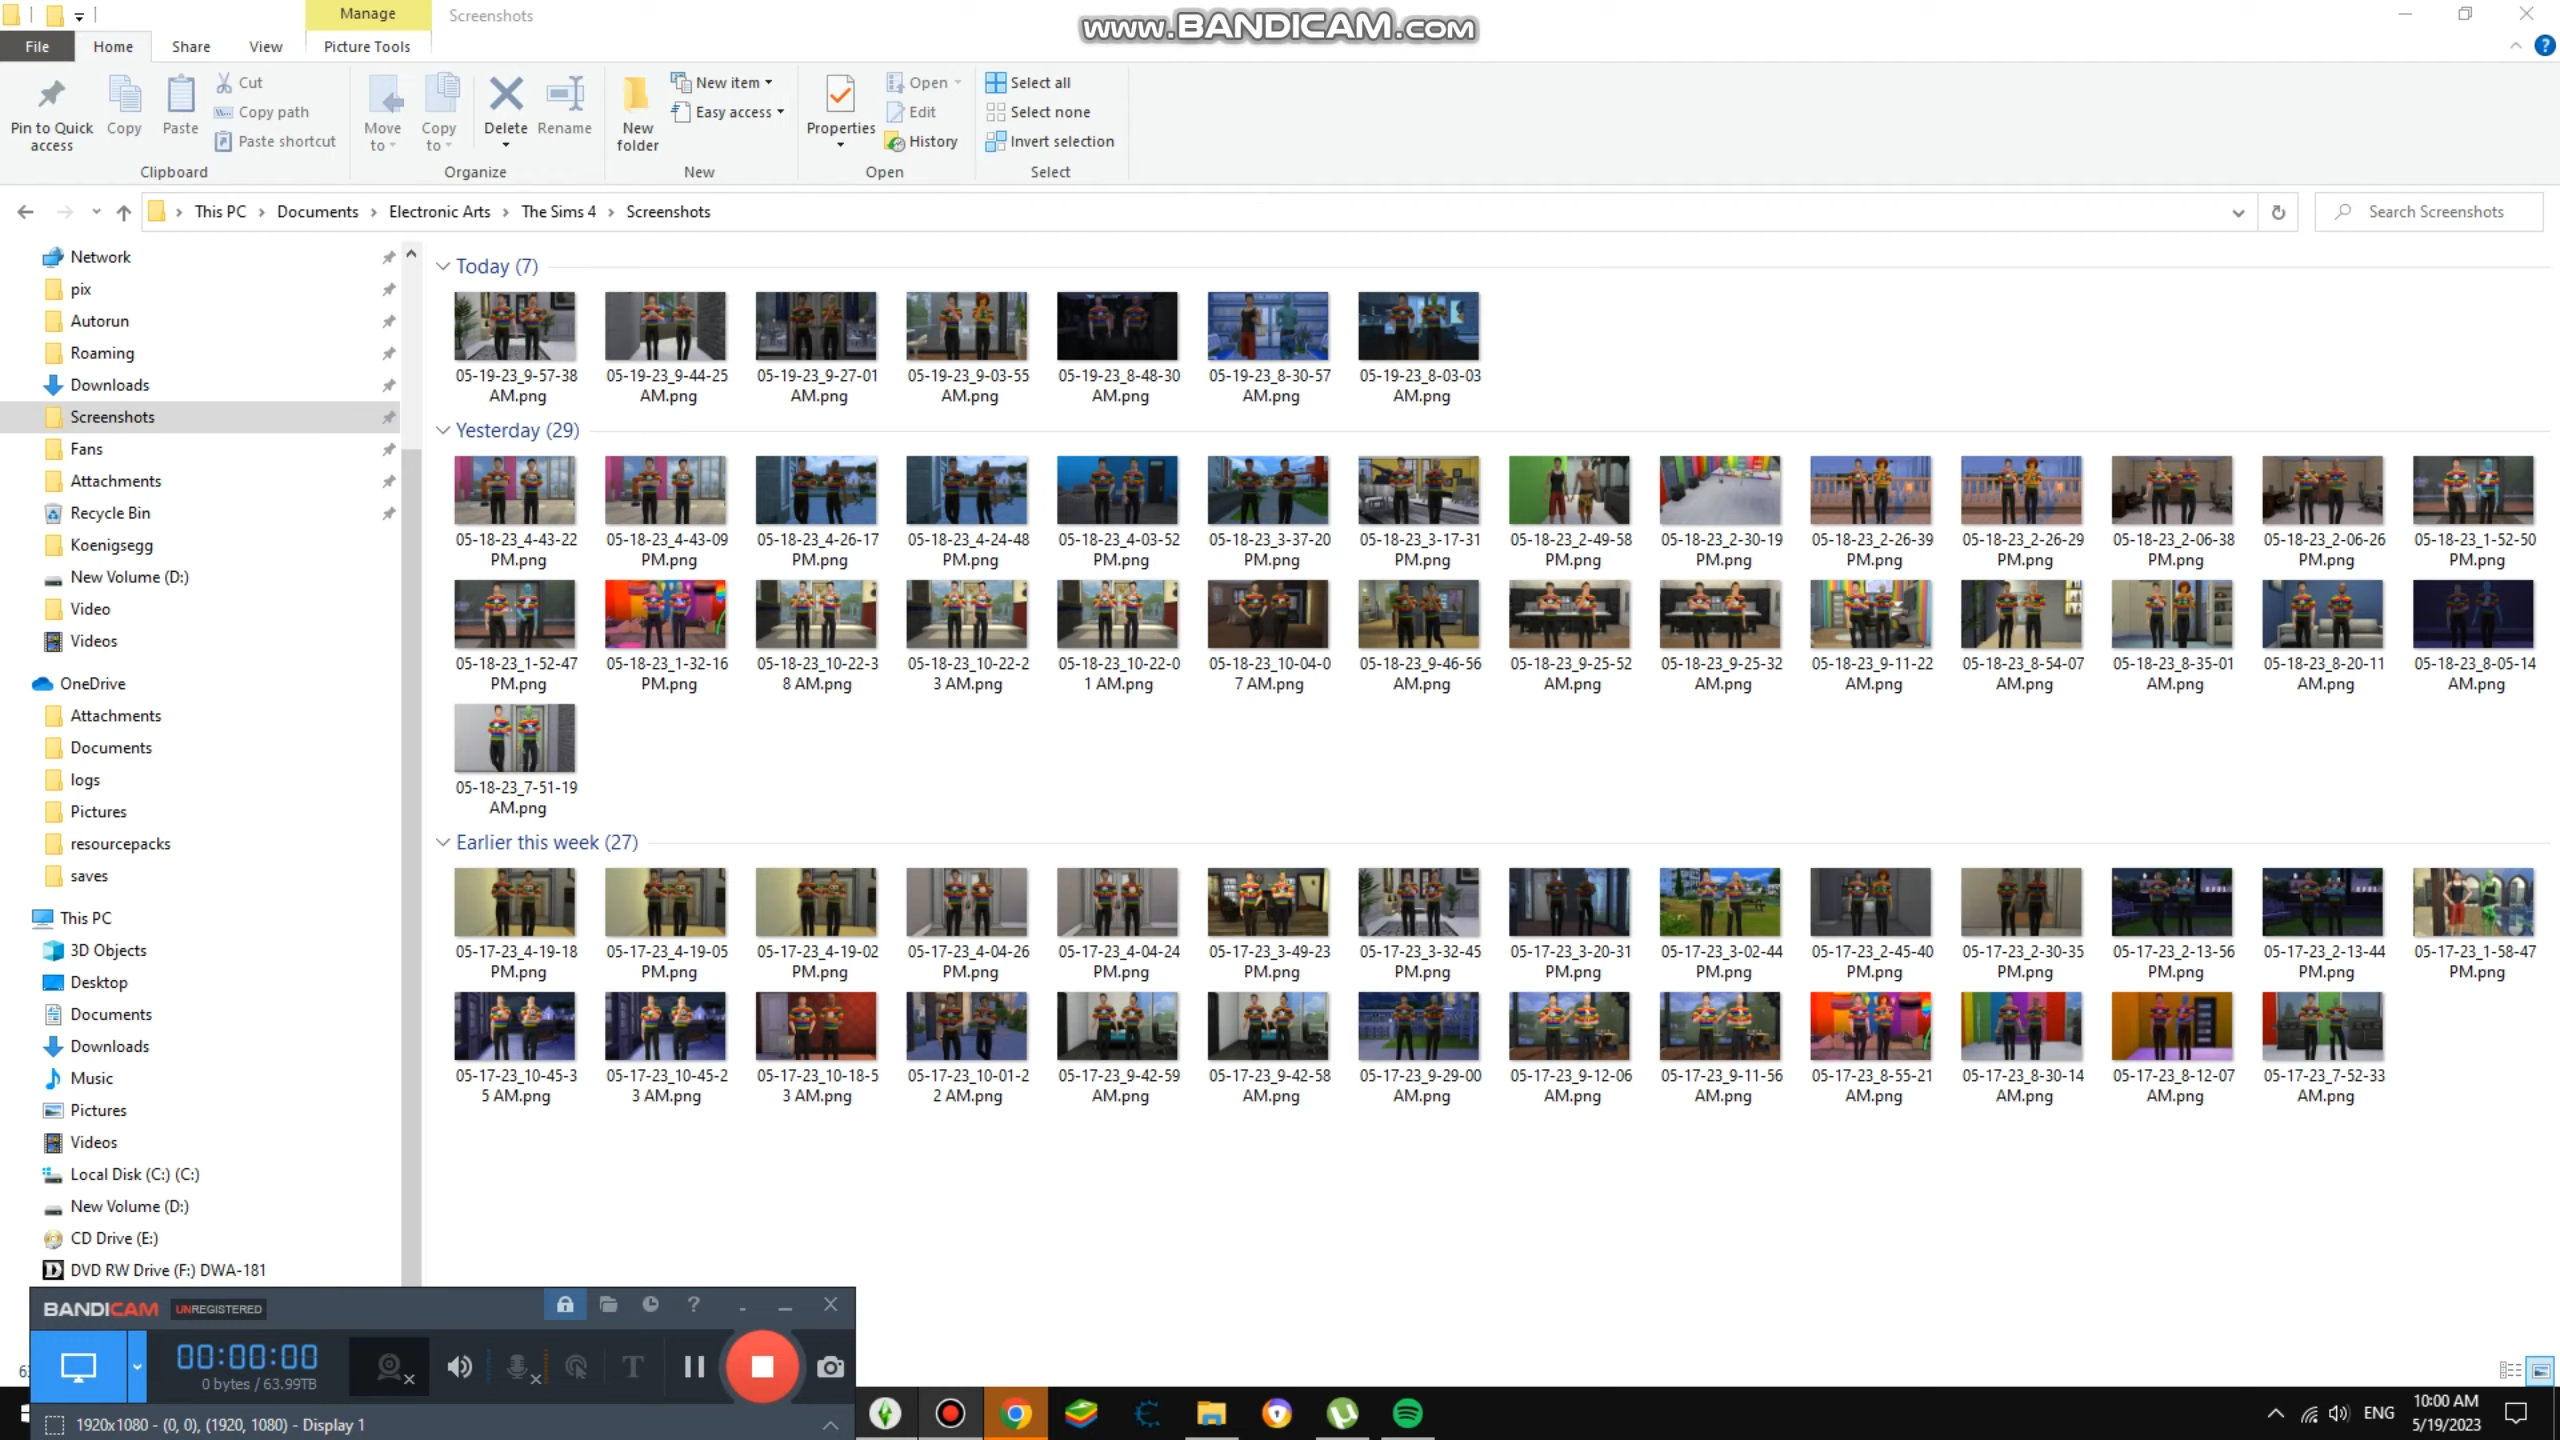 Manage
Screenshots
www.BANDICAM.com
File
Home
Share
View
Picture Tools
Pin to Quick access
Copy
Paste
Cut
Copy path
Paste shortcut
Move to
Copy to
Delete
Rename
New folder
New item
Easy access
Properties
Open
Edit
History
Select all
Select none
Invert selection
Clipboard
Organize
New
Open
Select
This PC > Documents > Electronic Arts > The Sims 4 > Screenshots
Search Screenshots
Network
pix
Autorun
Roaming
Downloads
Screenshots
Fans
Attachments
Recycle Bin
Koenigsegg
New Volume (D:)
Video
Videos
OneDrive
Attachments
Documents
logs
Pictures
resourcepacks
saves
This PC
3D Objects
Desktop
Documents
Downloads
Music
Pictures
Videos
Local Disk (C:) (C:)
New Volume (D:)
CD Drive (E:)
DVD RW Drive (F:) DWA-181
Today (7)
05-19-23_9-57-38 05-19-23_9-44-25 05-19-23_9-27-01 05-19-23_9-03-55 05-19-23_8-48-30 05-19-23_8-30-57 05-19-23_8-03-03
AM.png AM.png AM.png AM.png AM.png AM.png AM.png
Yesterday (29)
05-18-23_4-43-22 05-18-23_4-43-09 05-18-23_4-26-17 05-18-23_4-24-48 05-18-23_4-03-52 05-18-23_3-37-20 05-18-23_3-17-31 05-18-23_2-49-58 05-18-23_2-30-19 05-18-23_2-26-39 05-18-23_2-26-29 05-18-23_2-06-38 05-18-23_2-06-26 05-18-23_1-52-50
PM.png PM.png PM.png PM.png PM.png PM.png PM.png PM.png PM.png PM.png PM.png PM.png PM.png PM.png
05-18-23_1-52-47 05-18-23_1-32-16 05-18-23_10-22-3 05-18-23_10-22-2 05-18-23_10-22-0 05-18-23_10-04-0 05-18-23_9-46-56 05-18-23_9-25-52 05-18-23_9-25-32 05-18-23_9-11-22 05-18-23_8-54-07 05-18-23_8-35-01 05-18-23_8-20-11 05-18-23_8-05-14
PM.png PM.png 8 AM.png 3 AM.png 1 AM.png 7 AM.png AM.png AM.png AM.png AM.png AM.png AM.png AM.png AM.png
05-18-23_7-51-19
AM.png
Earlier this week (27)
05-17-23_4-19-18 05-17-23_4-19-05 05-17-23_4-19-02 05-17-23_4-04-26 05-17-23_4-04-24 05-17-23_3-49-23 05-17-23_3-32-45 05-17-23_3-20-31 05-17-23_3-02-44 05-17-23_2-45-40 05-17-23_2-30-35 05-17-23_2-13-56 05-17-23_2-13-44 05-17-23_1-58-47
PM.png PM.png PM.png PM.png PM.png PM.png PM.png PM.png PM.png PM.png PM.png PM.png PM.png PM.png
05-17-23_10-45-3 05-17-23_10-45-2 05-17-23_10-18-5 05-17-23_10-01-2 05-17-23_9-42-59 05-17-23_9-42-58 05-17-23_9-29-00 05-17-23_9-12-06 05-17-23_9-11-56 05-17-23_8-55-21 05-17-23_8-30-14 05-17-23_8-12-07 05-17-23_7-52-33
5 AM.png 3 AM.png 3 AM.png 2 AM.png AM.png AM.png AM.png AM.png AM.png AM.png AM.png AM.png AM.png
BANDICAM UNREGISTERED
00:00:00
0 bytes / 63.99TB
1920x1080 - (0, 0), (1920, 1080) - Display 1
ENG
10:00 AM
5/19/2023